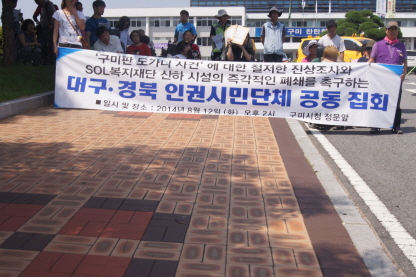 '구미판 도가니 사건'에 대한 철저한 진상조사와
SOL복지재단 산하 시설의 즉각적인 폐쇄를 촉구하는
대구·경북 인권시민단체 공동 집회
■ 일시 및 장소 : 2014년 8월 12일 (화) 오후 2시 구미시청 정문앞